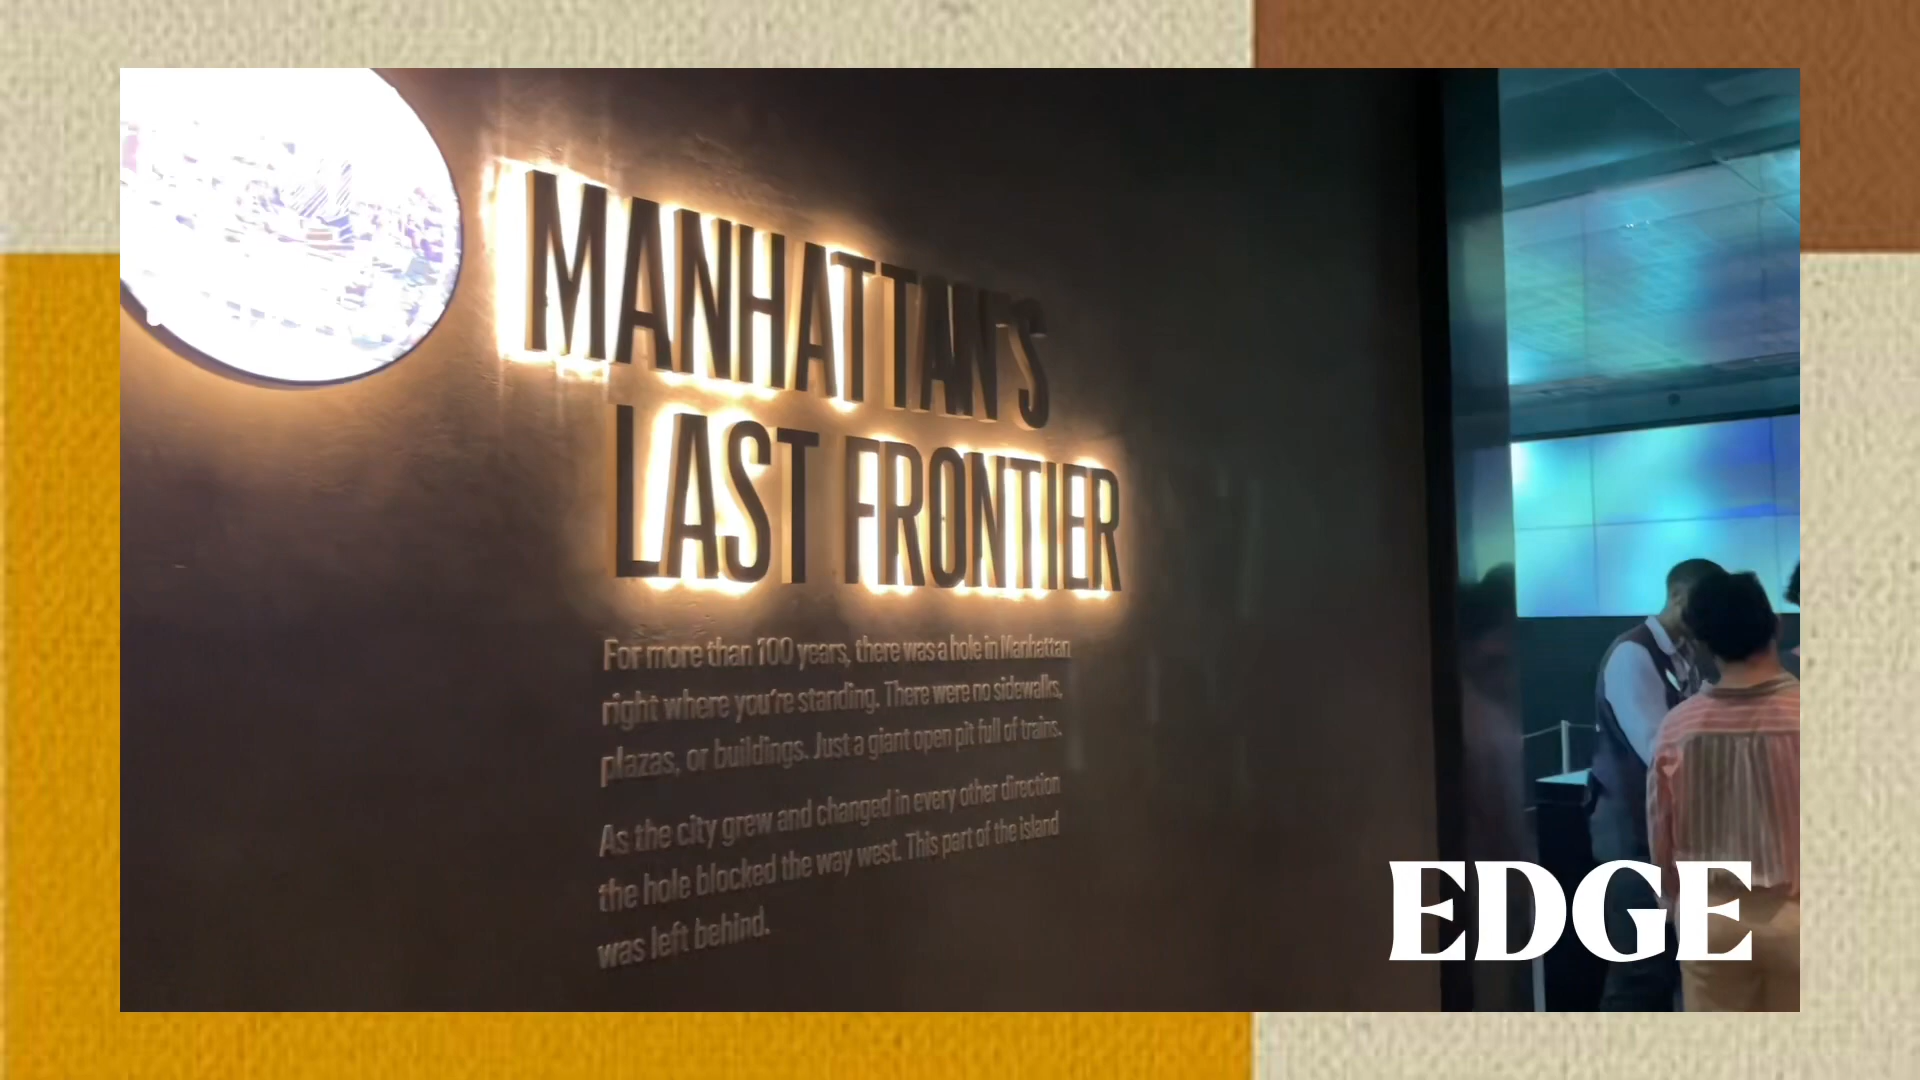 MANHATTAN'S
LAST FRONTIER
For more than 100 years, there was a hole in Manhattan
right where you're standing. There were no sidewalks,
plazas, or buildings. Just a giant open pit full of trains.
As the city grew and changed in every other direction
the hole blocked the way west. This part of the island
was left behind.
EDGE